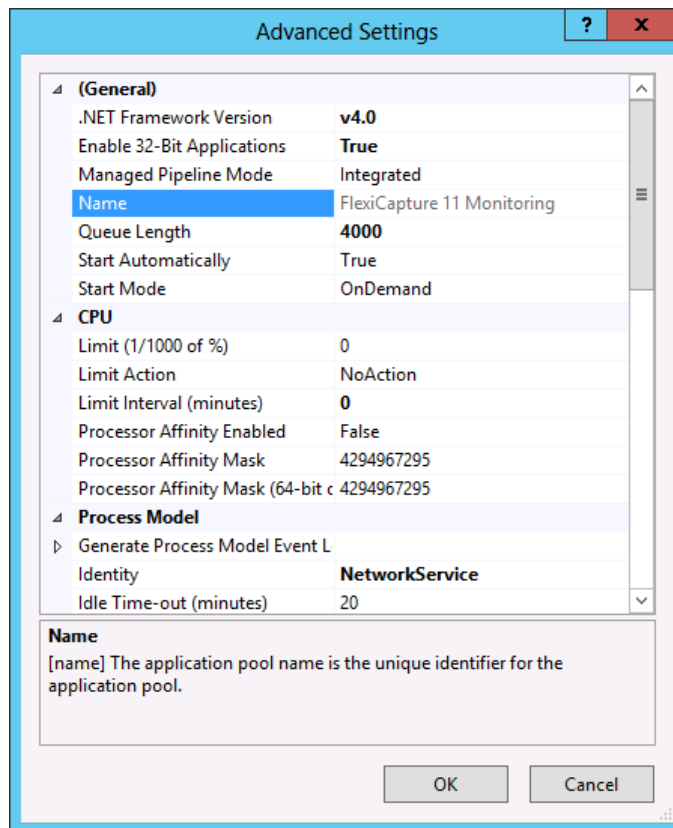 Advanced Settings
? x
(General)
.NET Framework Version v4.0
Enable 32-Bit Applications True
Managed Pipeline Mode Integrated
Name FlexiCapture 11 Monitoring
Queue Length 4000
Start Automatically True
Start Mode OnDemand
CPU
Limit (1/1000 of %) 0
Limit Action NoAction
Limit Interval (minutes) 0
Processor Affinity Enabled False
Processor Affinity Mask 4294967295
Processor Affinity Mask (64-bit o 4294967295
Process Model
Generate Process Model Event L
Identity NetworkService
Idle Time-out (minutes) 20
Name
[name] The application pool name is the unique identifier for the
application pool.
OK Cancel